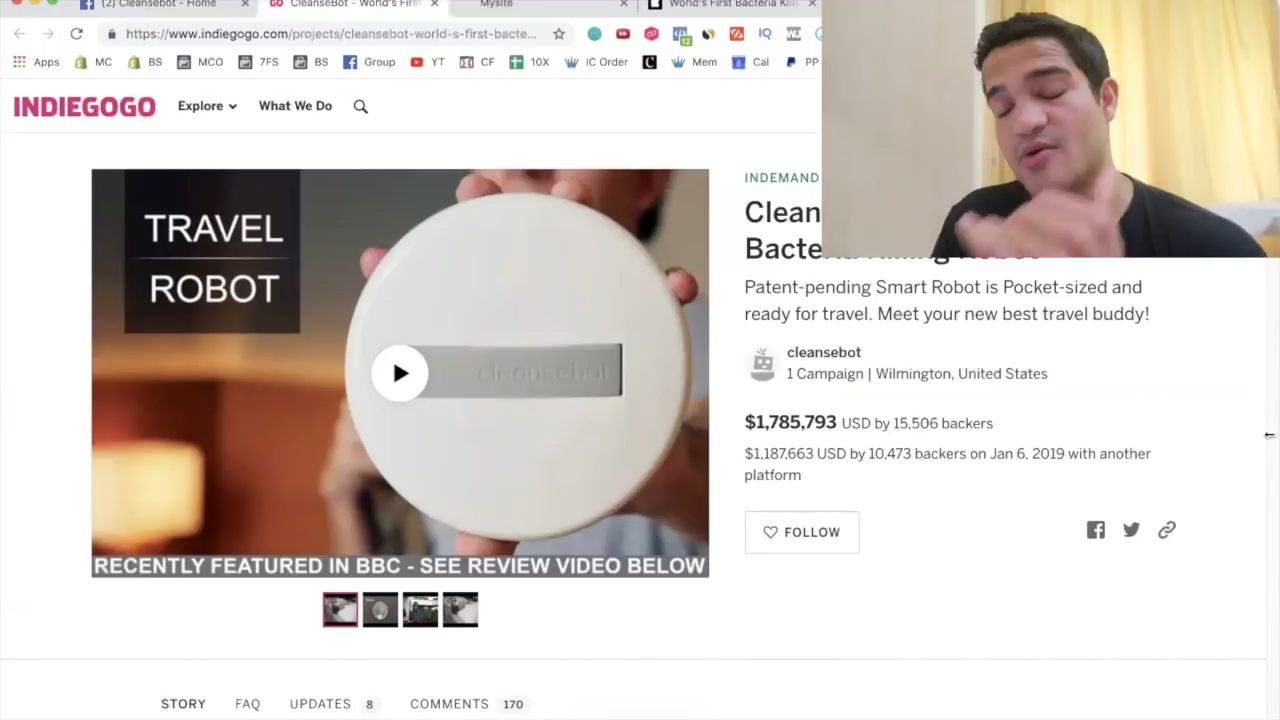 (2) Cleansebot - Home
GO CleanseBot - World's First
Mysite
World's First Bacteria Kill
https://www.indiegogo.com/projects/cleansebot-world-s-first-bacte...
12
IQ
Apps MC BS MCO 7FS BS Group YT CF 10X IC Order Mem Cal PP
INDIEGOGO
Explore
What We Do
TRAVEL
ROBOT
cleansebot
RECENTLY FEATURED IN BBC - SEE REVIEW VIDEO BELOW
INDEMAND
Clean
Bacte
Patent-pending Smart Robot is Pocket-sized and
ready for travel. Meet your new best travel buddy!
cleansebot
1 Campaign | Wilmington, United States
$1,785,793 USD by 15,506 backers
$1,187,663 USD by 10,473 backers on Jan 6, 2019 with another
platform
FOLLOW
STORY FAQ UPDATES 8 COMMENTS 170